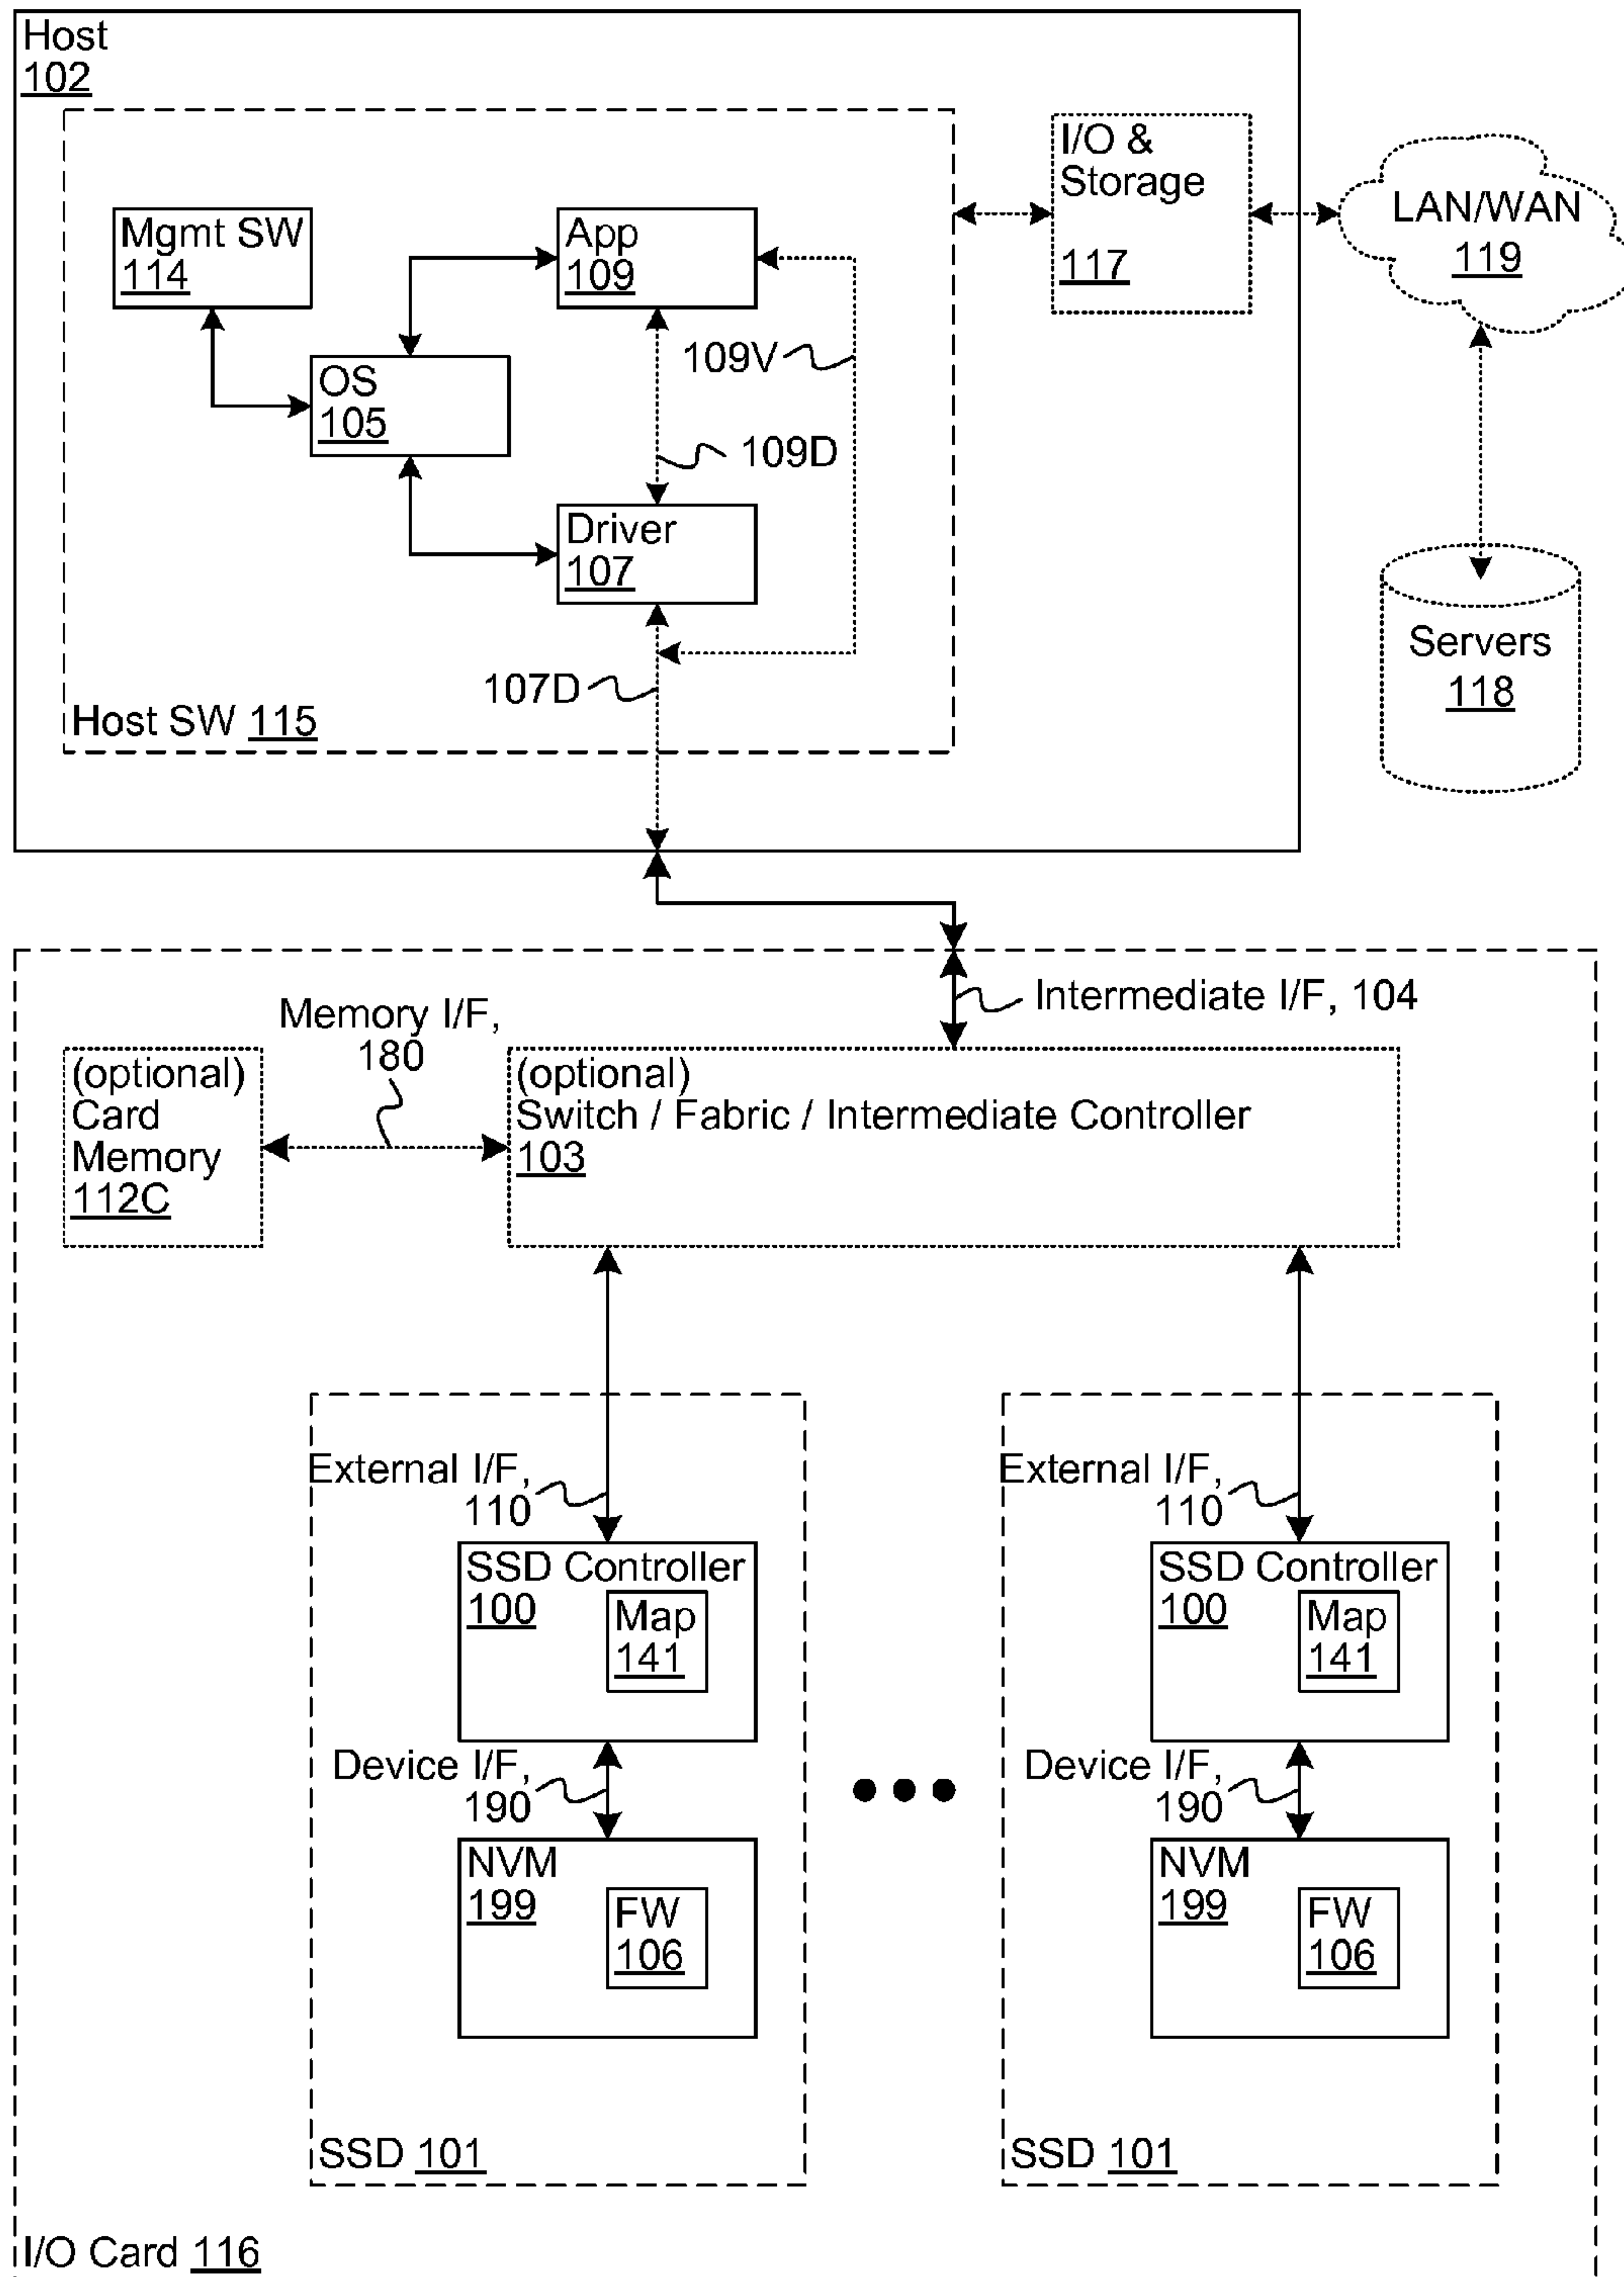 Host
102
I/O &
Storage
117
LAN/WAN
119
Mgmt SW
114
App
109
109V
OS
105
109D
Driver
107
Servers
118
107D
Host SW 115
Intermediate I/F, 104
Memory I/F,
180
(optional)
Card
Memory
112C
(optional)
Switch / Fabric / Intermediate Controller
103
External I/F,
110
External I/F,
110
SSD Controller
100
Map
141
SSD Controller
100
Map
141
Device I/F,
190
Device I/F,
190
NVM
199
FW
106
NVM
199
FW
106
SSD 101
SSD 101
I/O Card 116